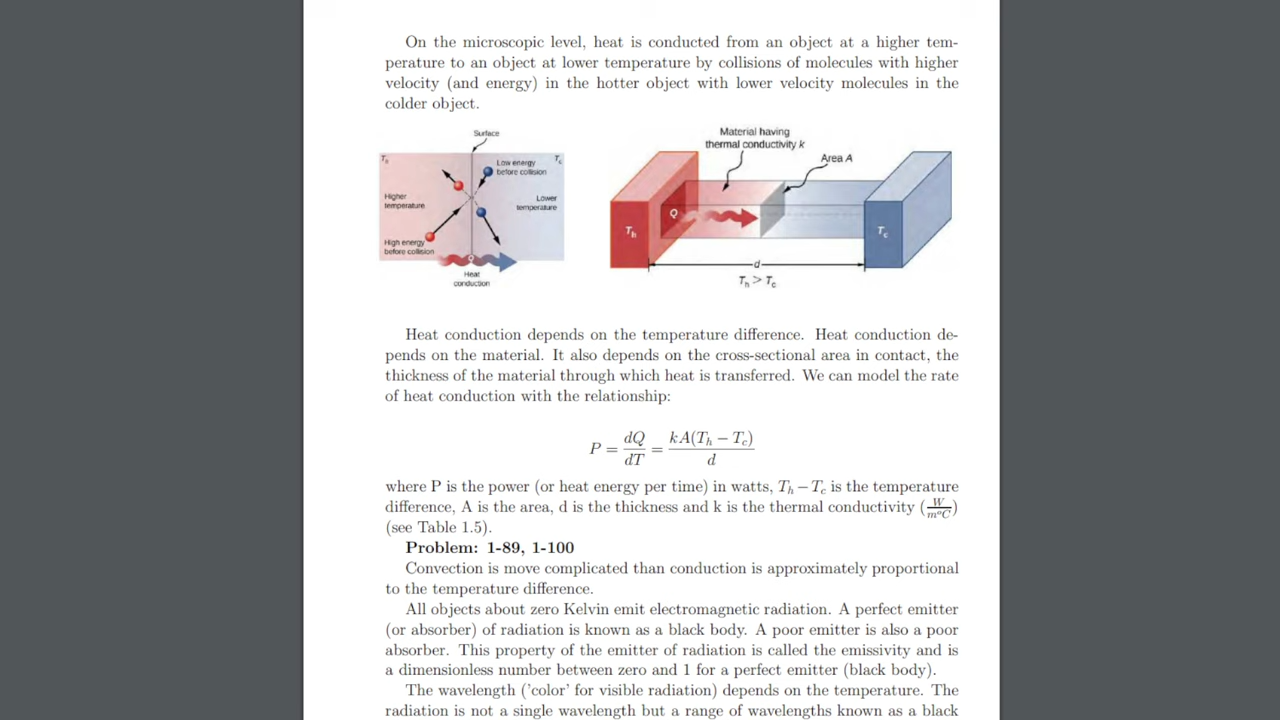 On the microscopic level, heat is conducted from an object at a higher tem-
perature to an object at lower temperature by collisions of molecules with higher
velocity (and energy) in the hotter object with lower velocity molecules in the
colder object.
Surface
T_h
T_c
Low energy
before collision
Higher
temperature
Lower
temperature
High energy
before collision
Q
Heat
conduction
Material having
thermal conductivity k
Area A
Q
T_h
T_c
d
T_h > T_c
Heat conduction depends on the temperature difference. Heat conduction de-
pends on the material. It also depends on the cross-sectional area in contact, the
thickness of the material through which heat is transferred. We can model the rate
of heat conduction with the relationship:
P = dQ/dT = kA(T_h − T_c)/d
where P is the power (or heat energy per time) in watts, T_h − T_c is the temperature
difference, A is the area, d is the thickness and k is the thermal conductivity (W/m°C)
(see Table 1.5).
Problem: 1-89, 1-100
Convection is move complicated than conduction is approximately proportional
to the temperature difference.
All objects about zero Kelvin emit electromagnetic radiation. A perfect emitter
(or absorber) of radiation is known as a black body. A poor emitter is also a poor
absorber. This property of the emitter of radiation is called the emissivity and is
a dimensionless number between zero and 1 for a perfect emitter (black body).
The wavelength ('color' for visible radiation) depends on the temperature. The
radiation is not a single wavelength but a range of wavelengths known as a black